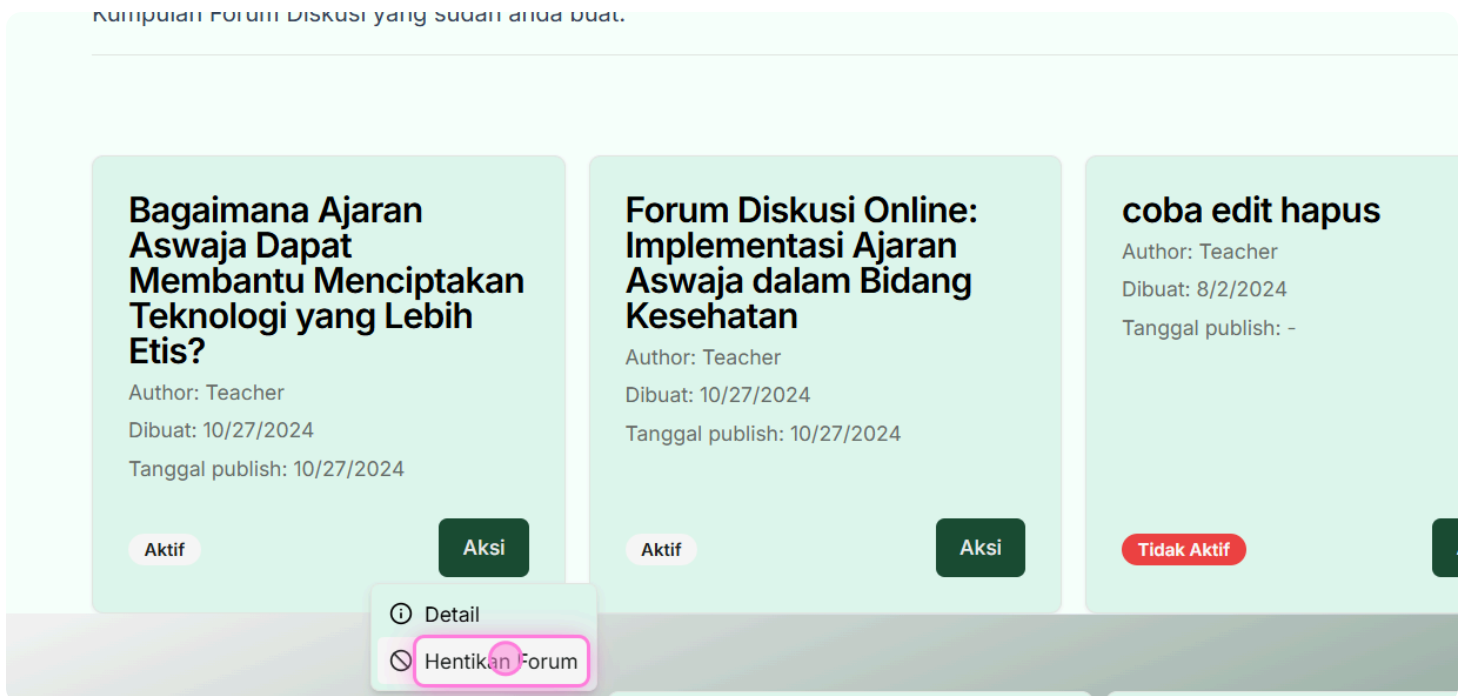 Kumpulan Forum Diskusi yang sudah anda buat.
Bagaimana Ajaran
Aswaja Dapat
Membantu Menciptakan
Teknologi yang Lebih
Etis?
Author: Teacher
Dibuat: 10/27/2024
Tanggal publish: 10/27/2024
Aktif
Aksi
Detail
Hentikan Forum
Forum Diskusi Online:
Implementasi Ajaran
Aswaja dalam Bidang
Kesehatan
Author: Teacher
Dibuat: 10/27/2024
Tanggal publish: 10/27/2024
Aktif
Aksi
coba edit hapus
Author: Teacher
Dibuat: 8/2/2024
Tanggal publish: -
Tidak Aktif